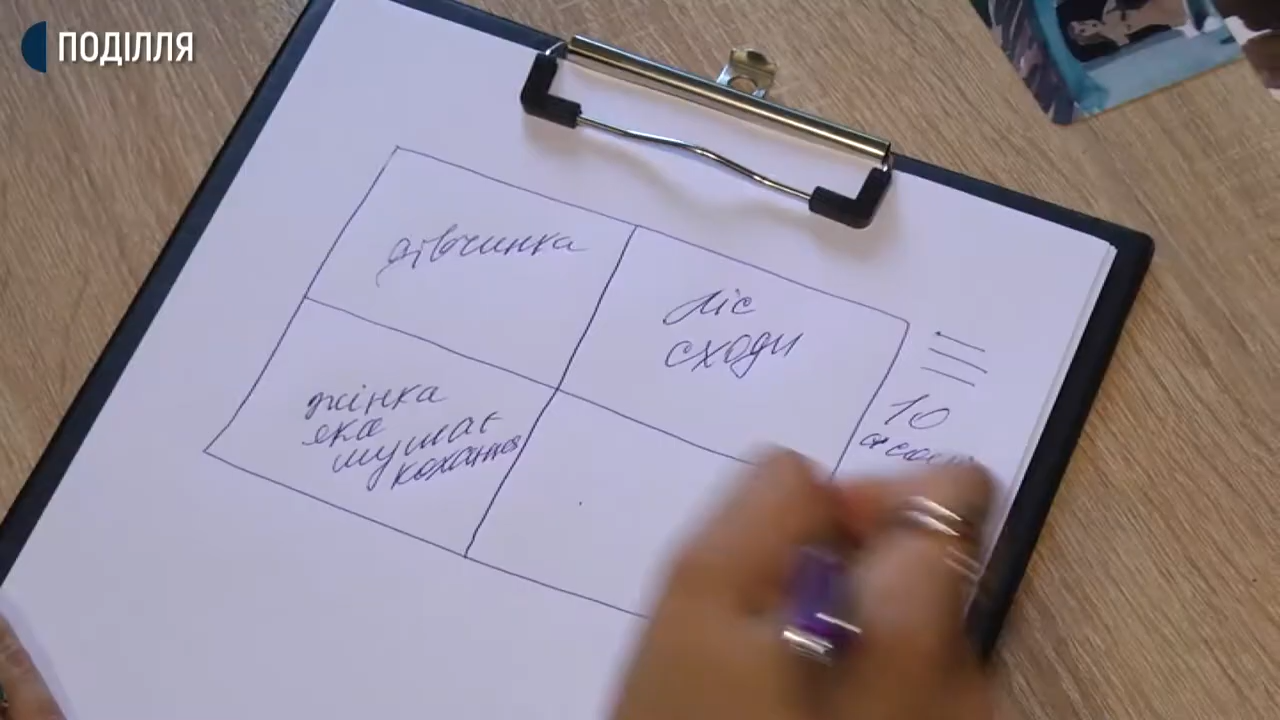 ПОДІЛЛЯ
дівчинка
ліс
сходи
жінка
яка
шукає
кохання
10